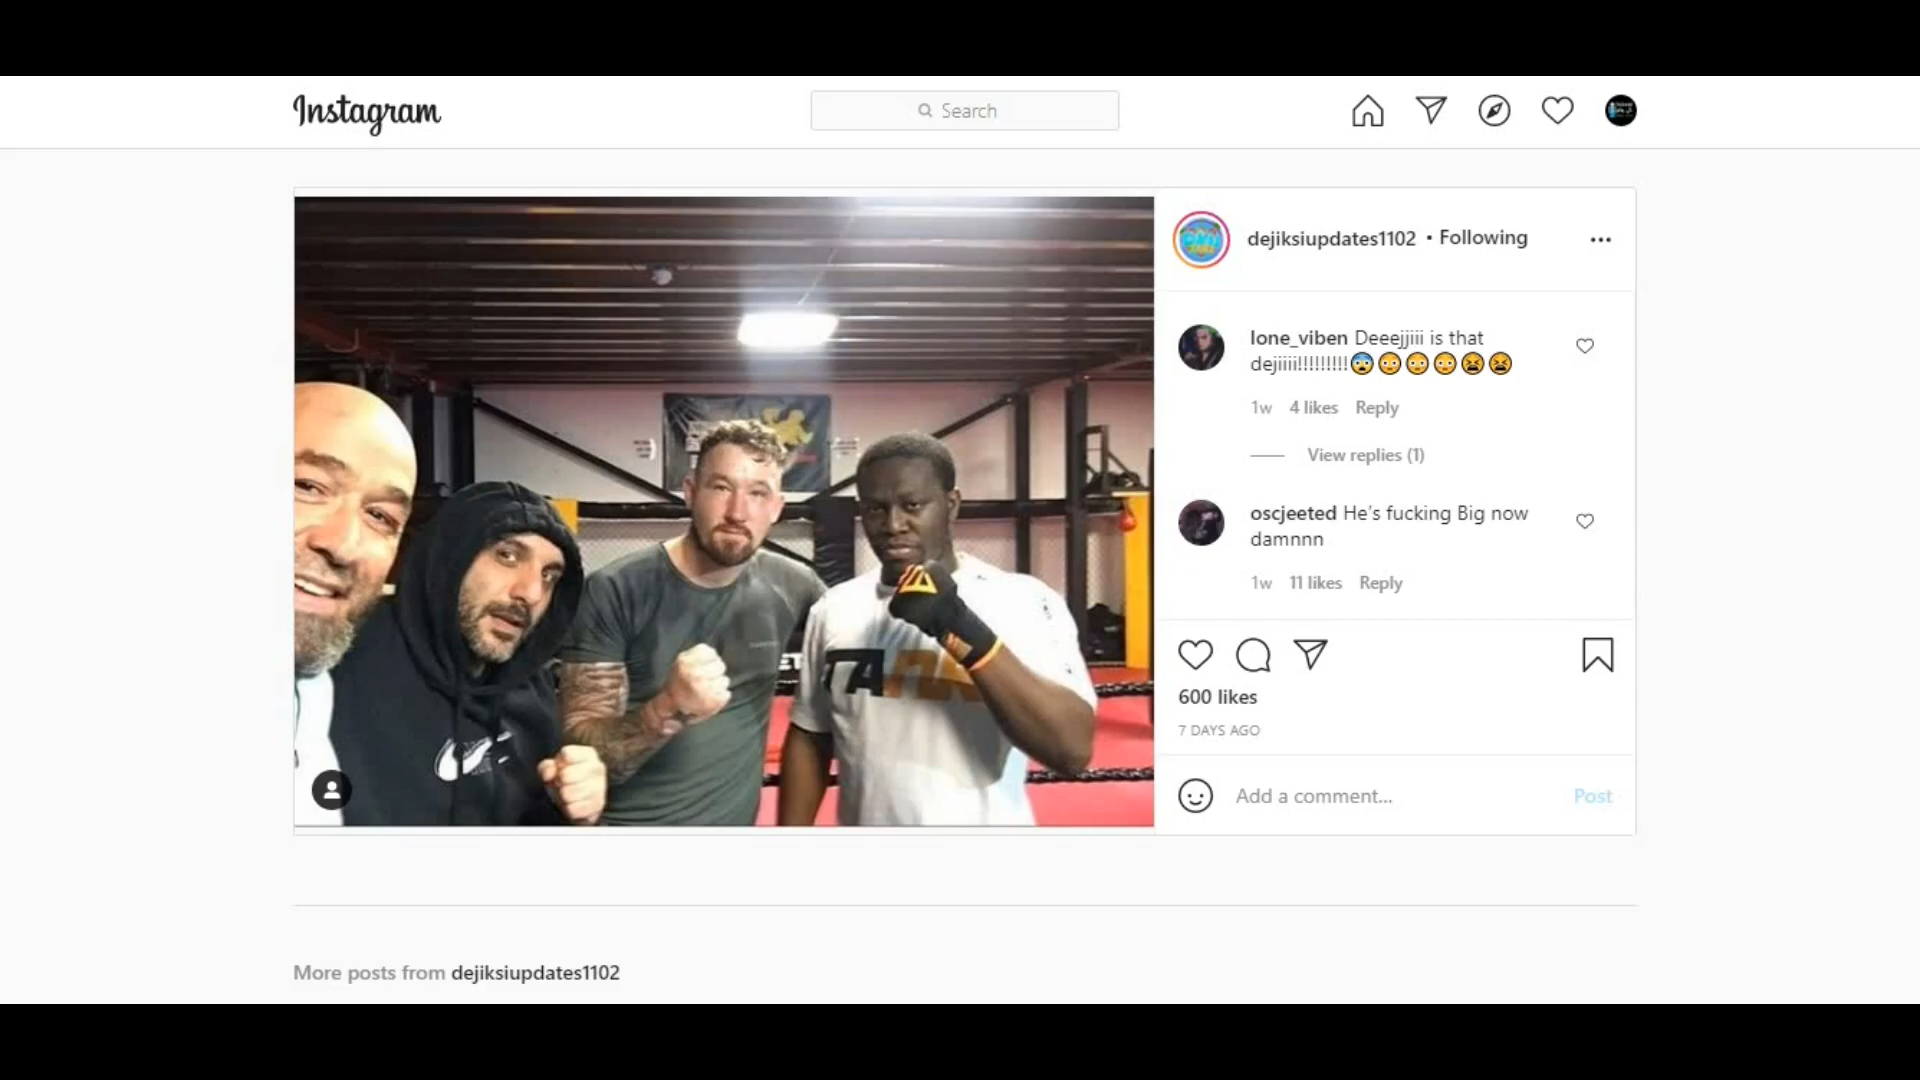 Instagram
Search
dejiksiupdates1102 • Following
lone_viben Deeejjiii is that
dejiiii!!!!!!!!!😨😳😳😳😫😫
1w 4 likes Reply
View replies (1)
oscjeeted He's fucking Big now
damnnn
1w 11 likes Reply
TANK
600 likes
7 DAYS AGO
Add a comment... Post
More posts from dejiksiupdates1102